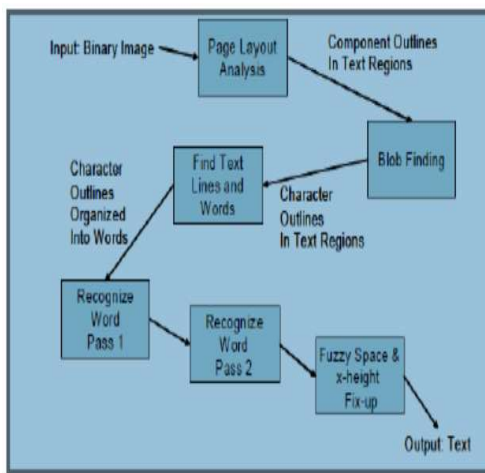 Input: Binary Image
Page Layout
Analysis
Component Outlines
In Text Regions
Blob Finding
Character
Outlines
In Text Regions
Find Text
Lines and
Words
Character
Outlines
Organized
Into Words
Recognize
Word
Pass 1
Recognize
Word
Pass 2
Fuzzy Space &
x-height
Fix-up
Output: Text